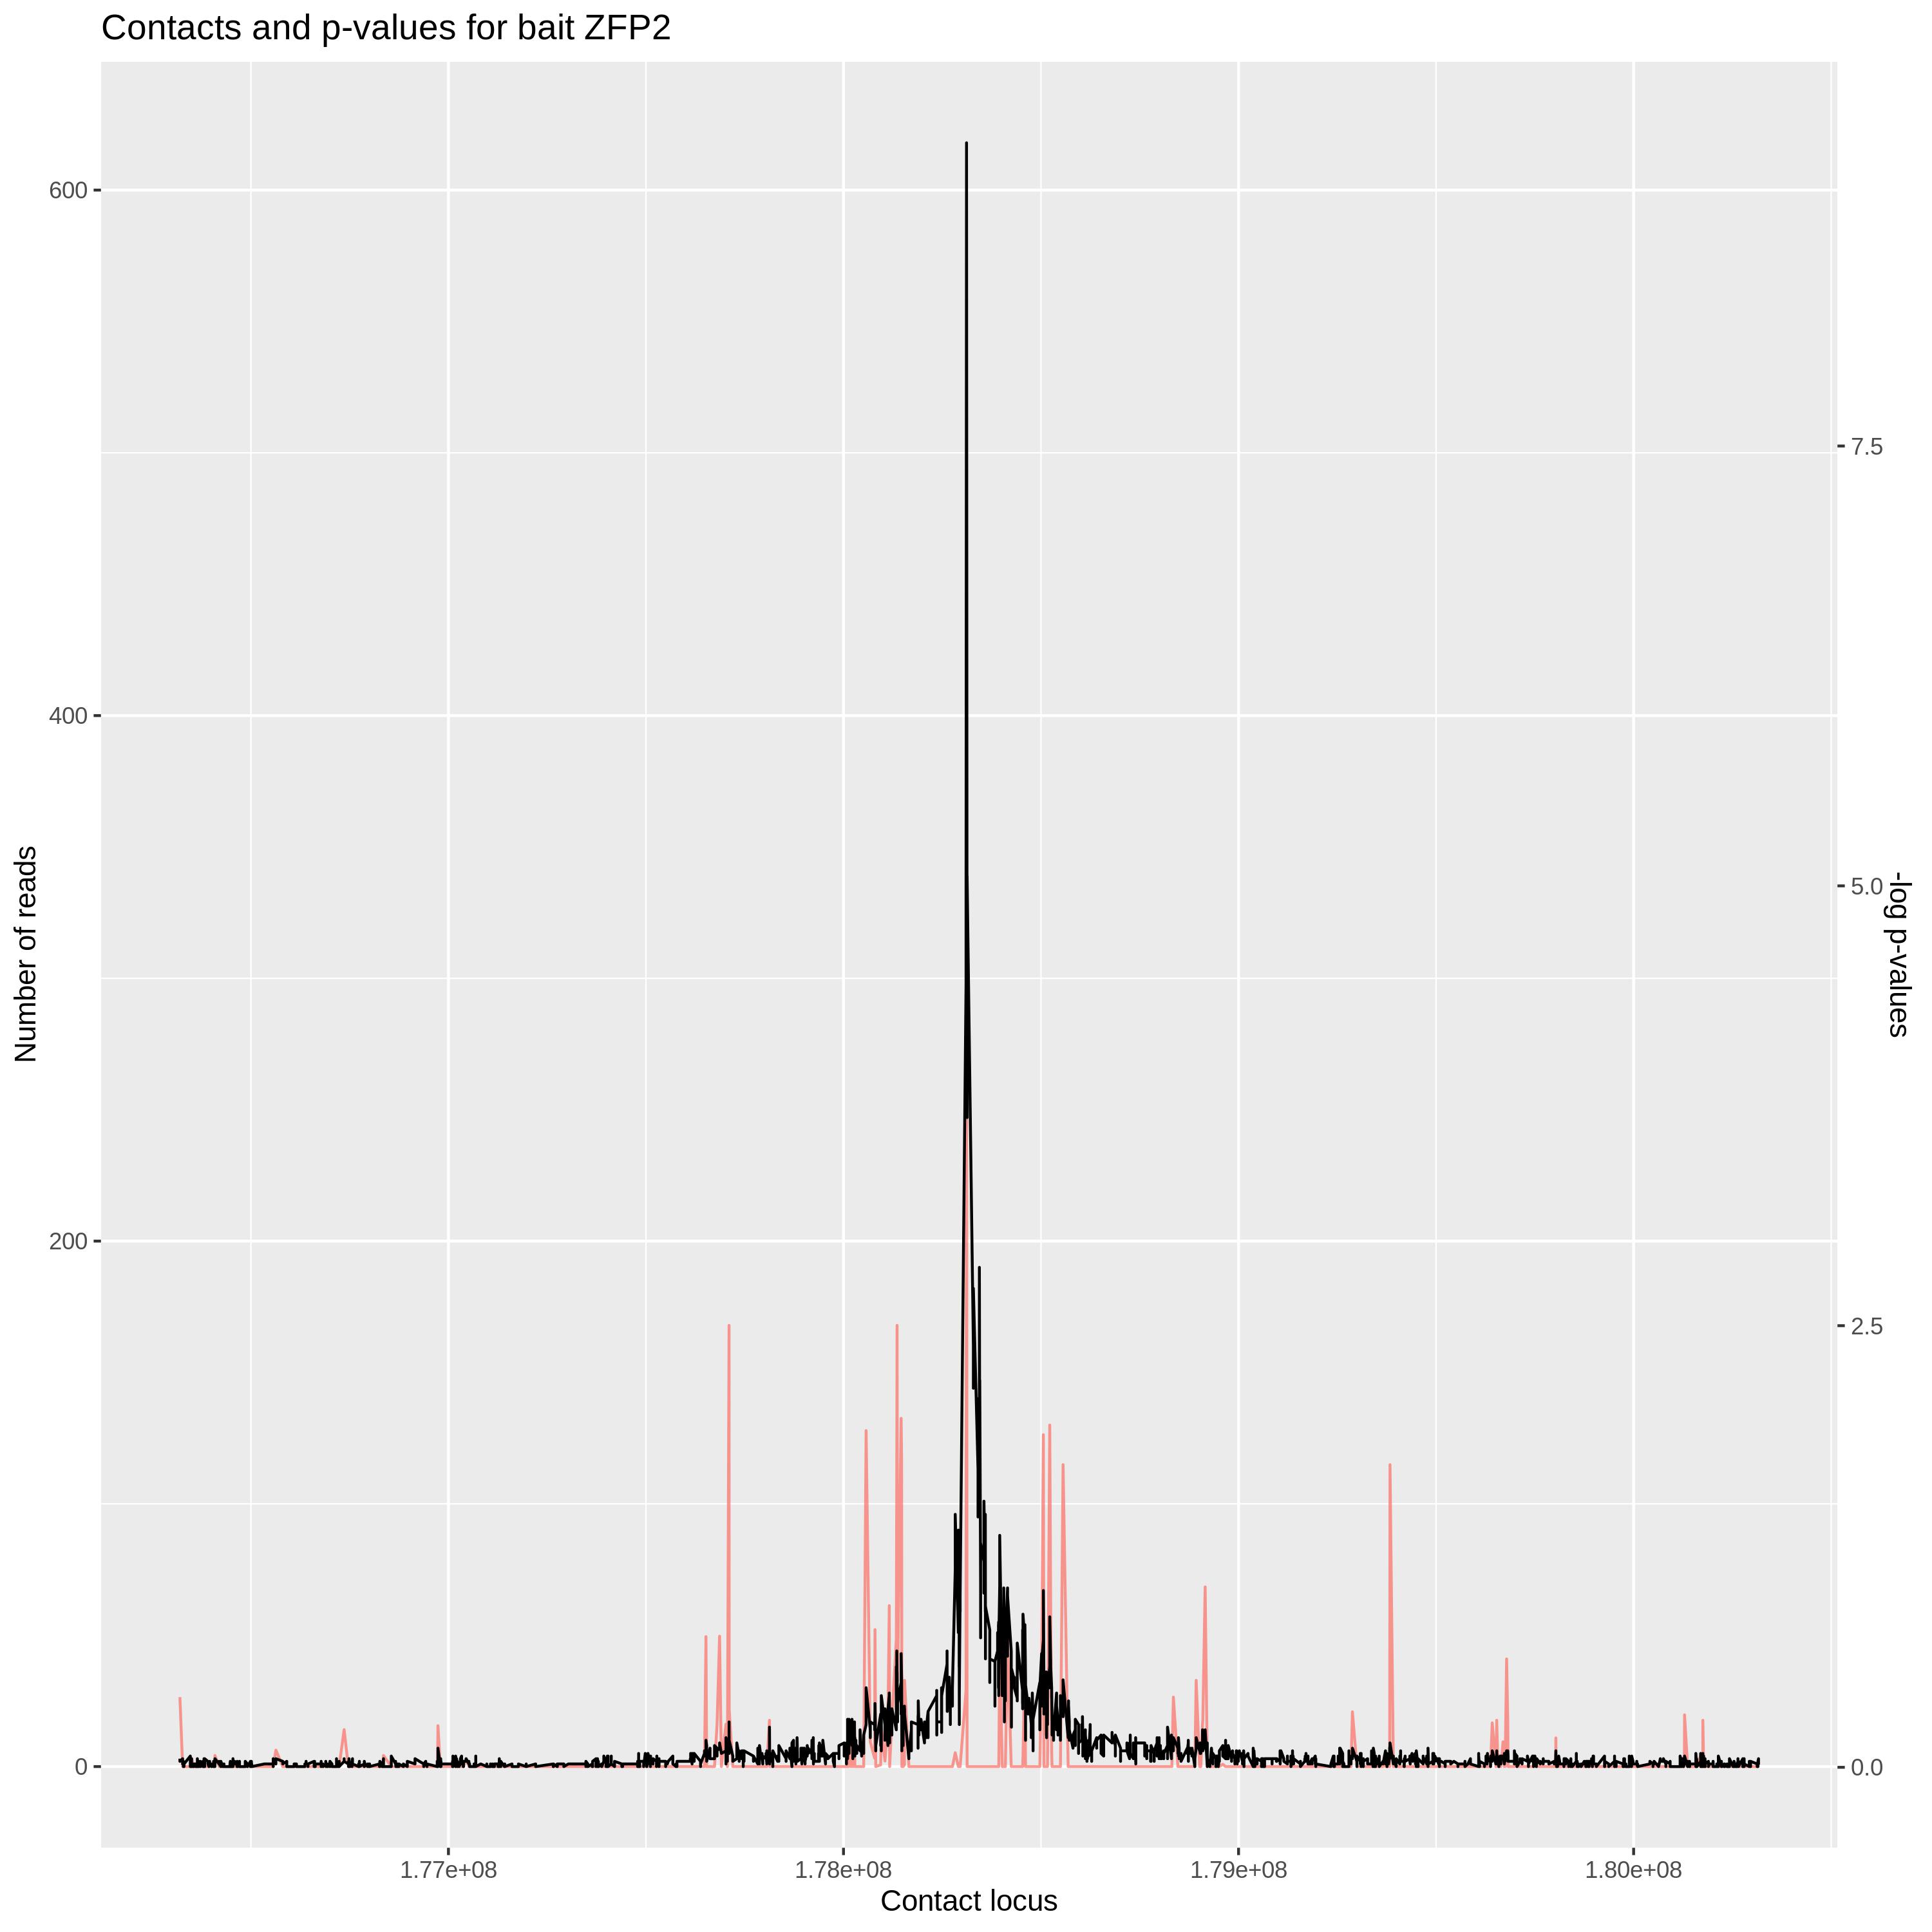 Contacts and p-values for bait ZFP2
600
400
200
0
Number of reads
7.5
5.0
2.5
0.0
-log p-values
1.77e+08
1.78e+08
1.79e+08
1.80e+08
Contact locus